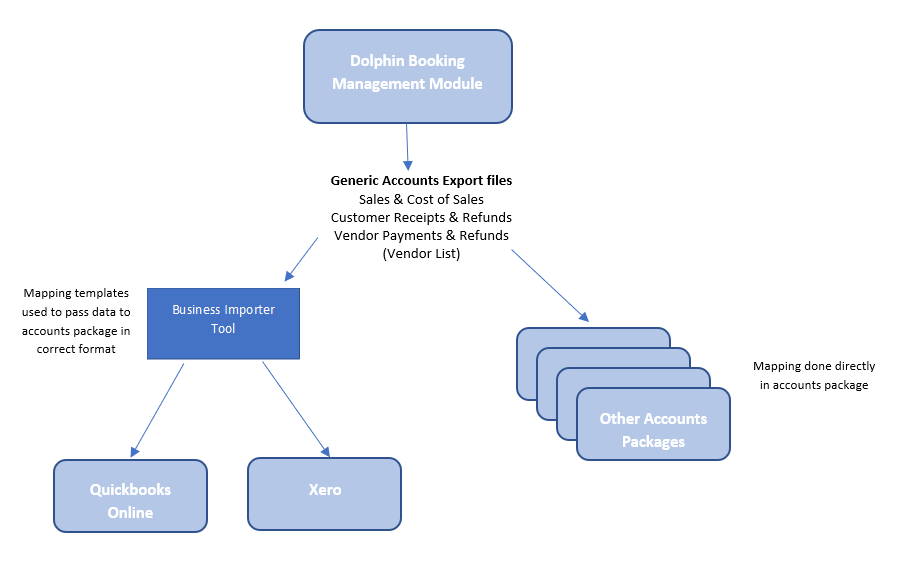 Dolphin Booking
Management Module
Generic Accounts Export files
Sales & Cost of Sales
Customer Receipts & Refunds
Vendor Payments & Refunds
(Vendor List)
Mapping templates
used to pass data to
accounts package in
correct format
Business Importer
Tool
Mapping done directly
in accounts package
Other Accounts
Packages
Quickbooks
Online
Xero